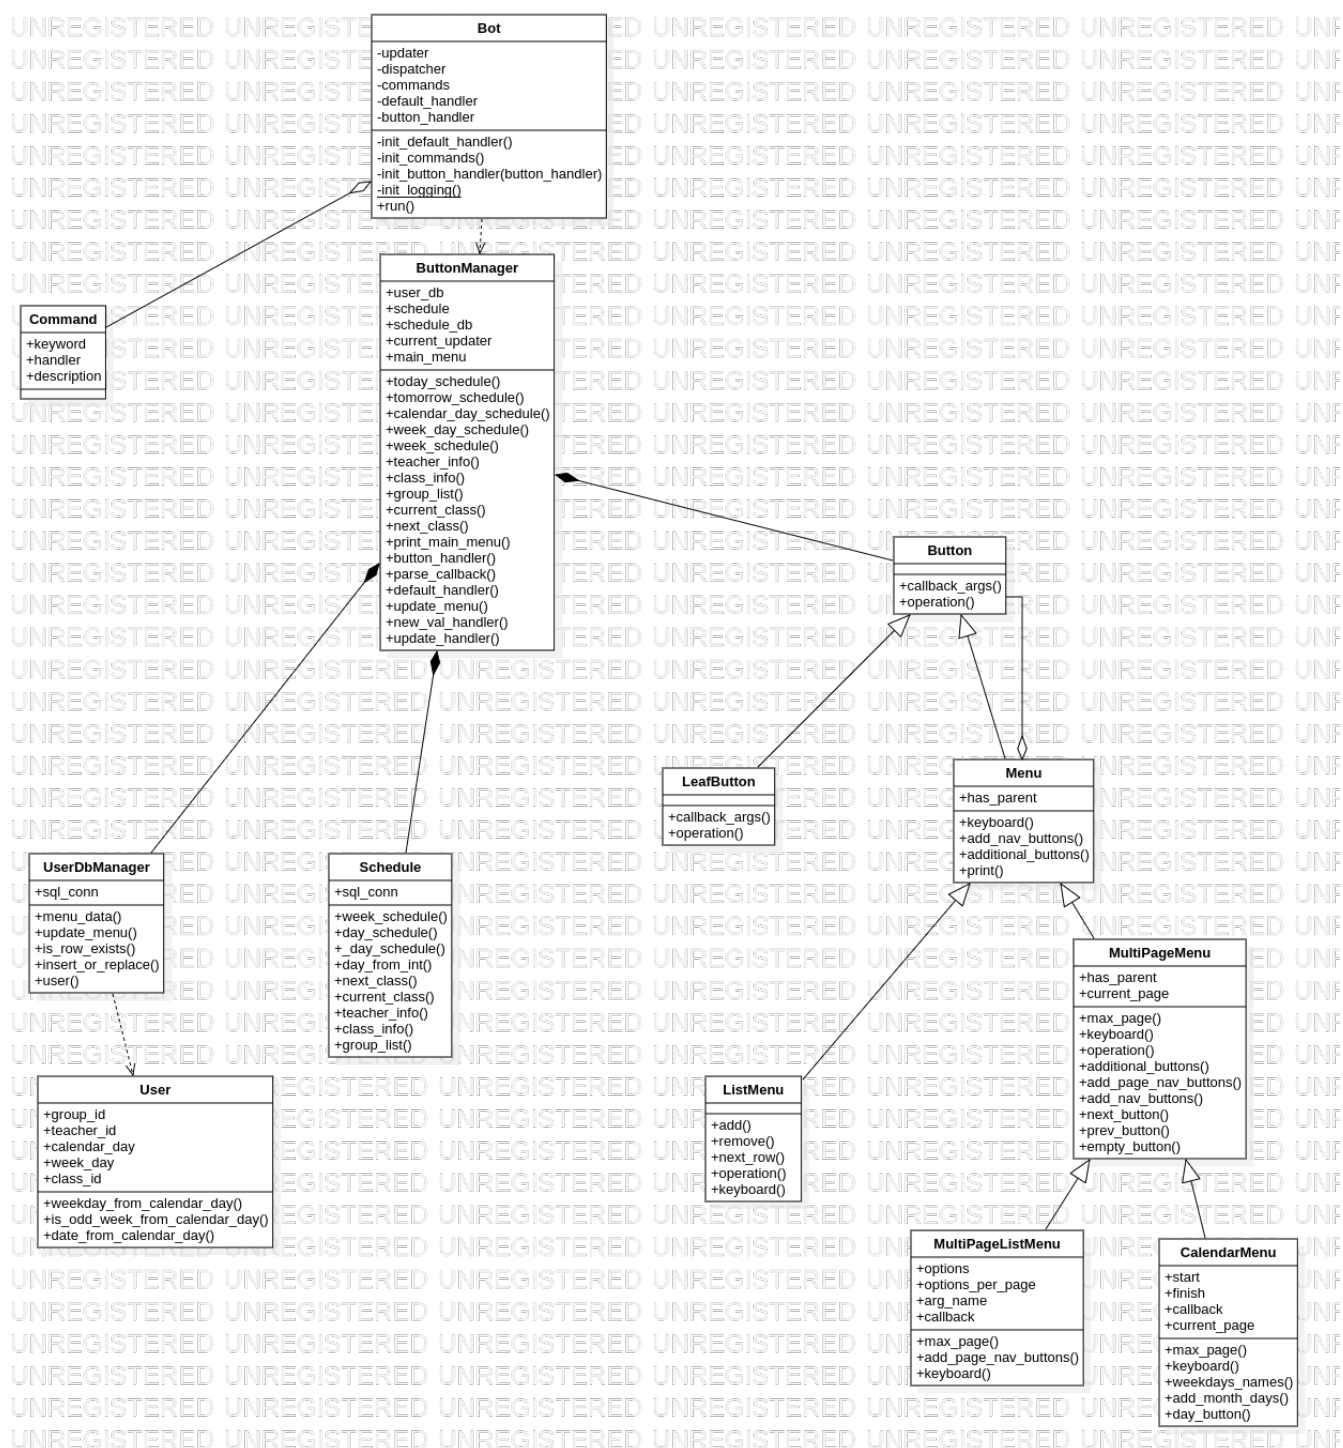 Bot
-updater
-dispatcher
-commands
-default_handler
-button_handler
-init_default_handler()
-init_commands()
-init_button_handler(button_handler)
-init_logging()
+run()
ButtonManager
+user_db
+schedule
+schedule_db
+current_updater
+main_menu
+today_schedule()
+tomorrow_schedule()
+calendar_day_schedule()
+week_day_schedule()
+week_schedule()
+teacher_info()
+class_info()
+group_list()
+current_class()
+next_class()
+print_main_menu()
+button_handler()
+parse_callback()
+default_handler()
+update_menu()
+new_val_handler()
+update_handler()
Command
+keyword
+handler
+description
Button
+callback_args()
+operation()
LeafButton
+callback_args()
+operation()
Menu
+has_parent
+keyboard()
+add_nav_buttons()
+additional_buttons()
+print()
UserDbManager
+sql_conn
+menu_data()
+update_menu()
+is_row_exists()
+insert_or_replace()
+user()
Schedule
+sql_conn
+week_schedule()
+day_schedule()
+_day_schedule()
+day_from_int()
+next_class()
+current_class()
+teacher_info()
+class_info()
+group_list()
MultiPageMenu
+has_parent
+current_page
+max_page()
+keyboard()
+operation()
+additional_buttons()
+add_page_nav_buttons()
+add_nav_buttons()
+next_button()
+prev_button()
+empty_button()
User
+group_id
+teacher_id
+calendar_day
+week_day
+class_id
+weekday_from_calendar_day()
+is_odd_week_from_calendar_day()
+date_from_calendar_day()
ListMenu
+add()
+remove()
+next_row()
+operation()
+keyboard()
MultiPageListMenu
+options
+options_per_page
+arg_name
+callback
+max_page()
+add_page_nav_buttons()
+keyboard()
CalendarMenu
+start
+finish
+callback
+current_page
+max_page()
+keyboard()
+weekdays_names()
+add_month_days()
+day_button()
UNREGISTERED